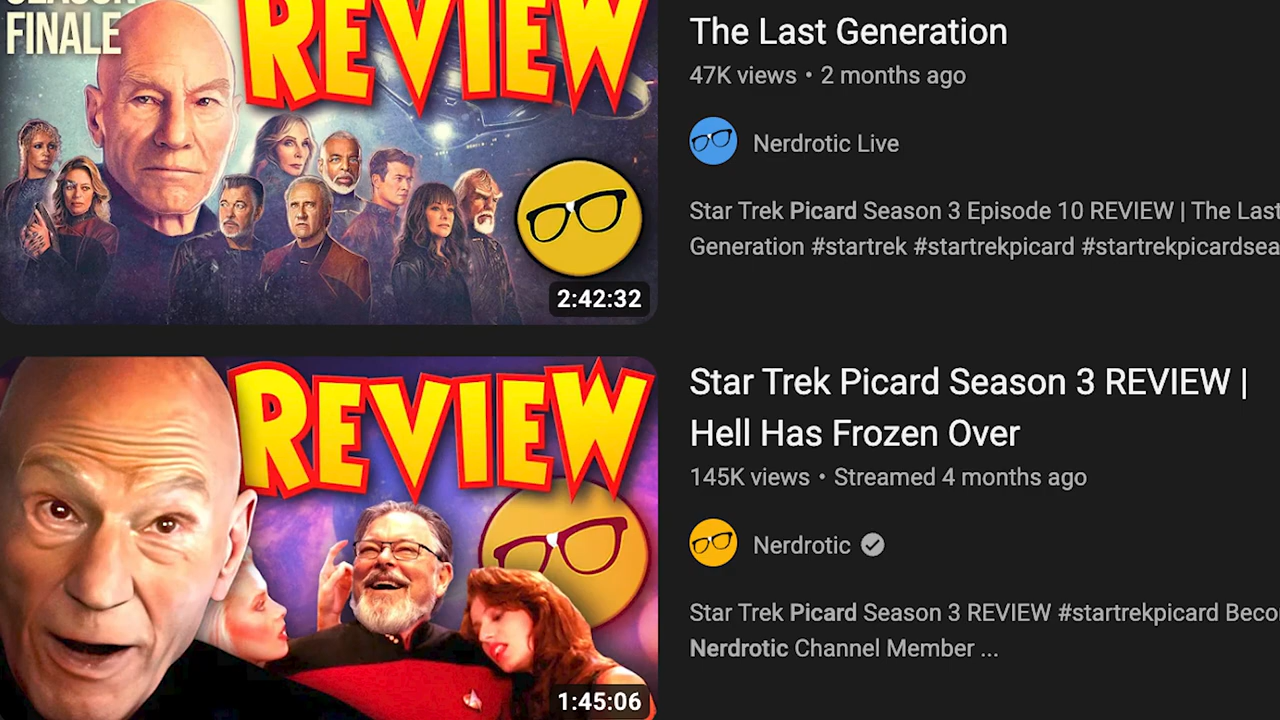 SEASON
FINALE
REVIEW
2:42:32
The Last Generation
47K views • 2 months ago
Nerdrotic Live
Star Trek Picard Season 3 Episode 10 REVIEW | The Last
Generation #startrek #startrekpicard #startrekpicardsea
REVIEW
1:45:06
Star Trek Picard Season 3 REVIEW |
Hell Has Frozen Over
145K views • Streamed 4 months ago
Nerdrotic
Star Trek Picard Season 3 REVIEW #startrekpicard Beco
Nerdrotic Channel Member ...